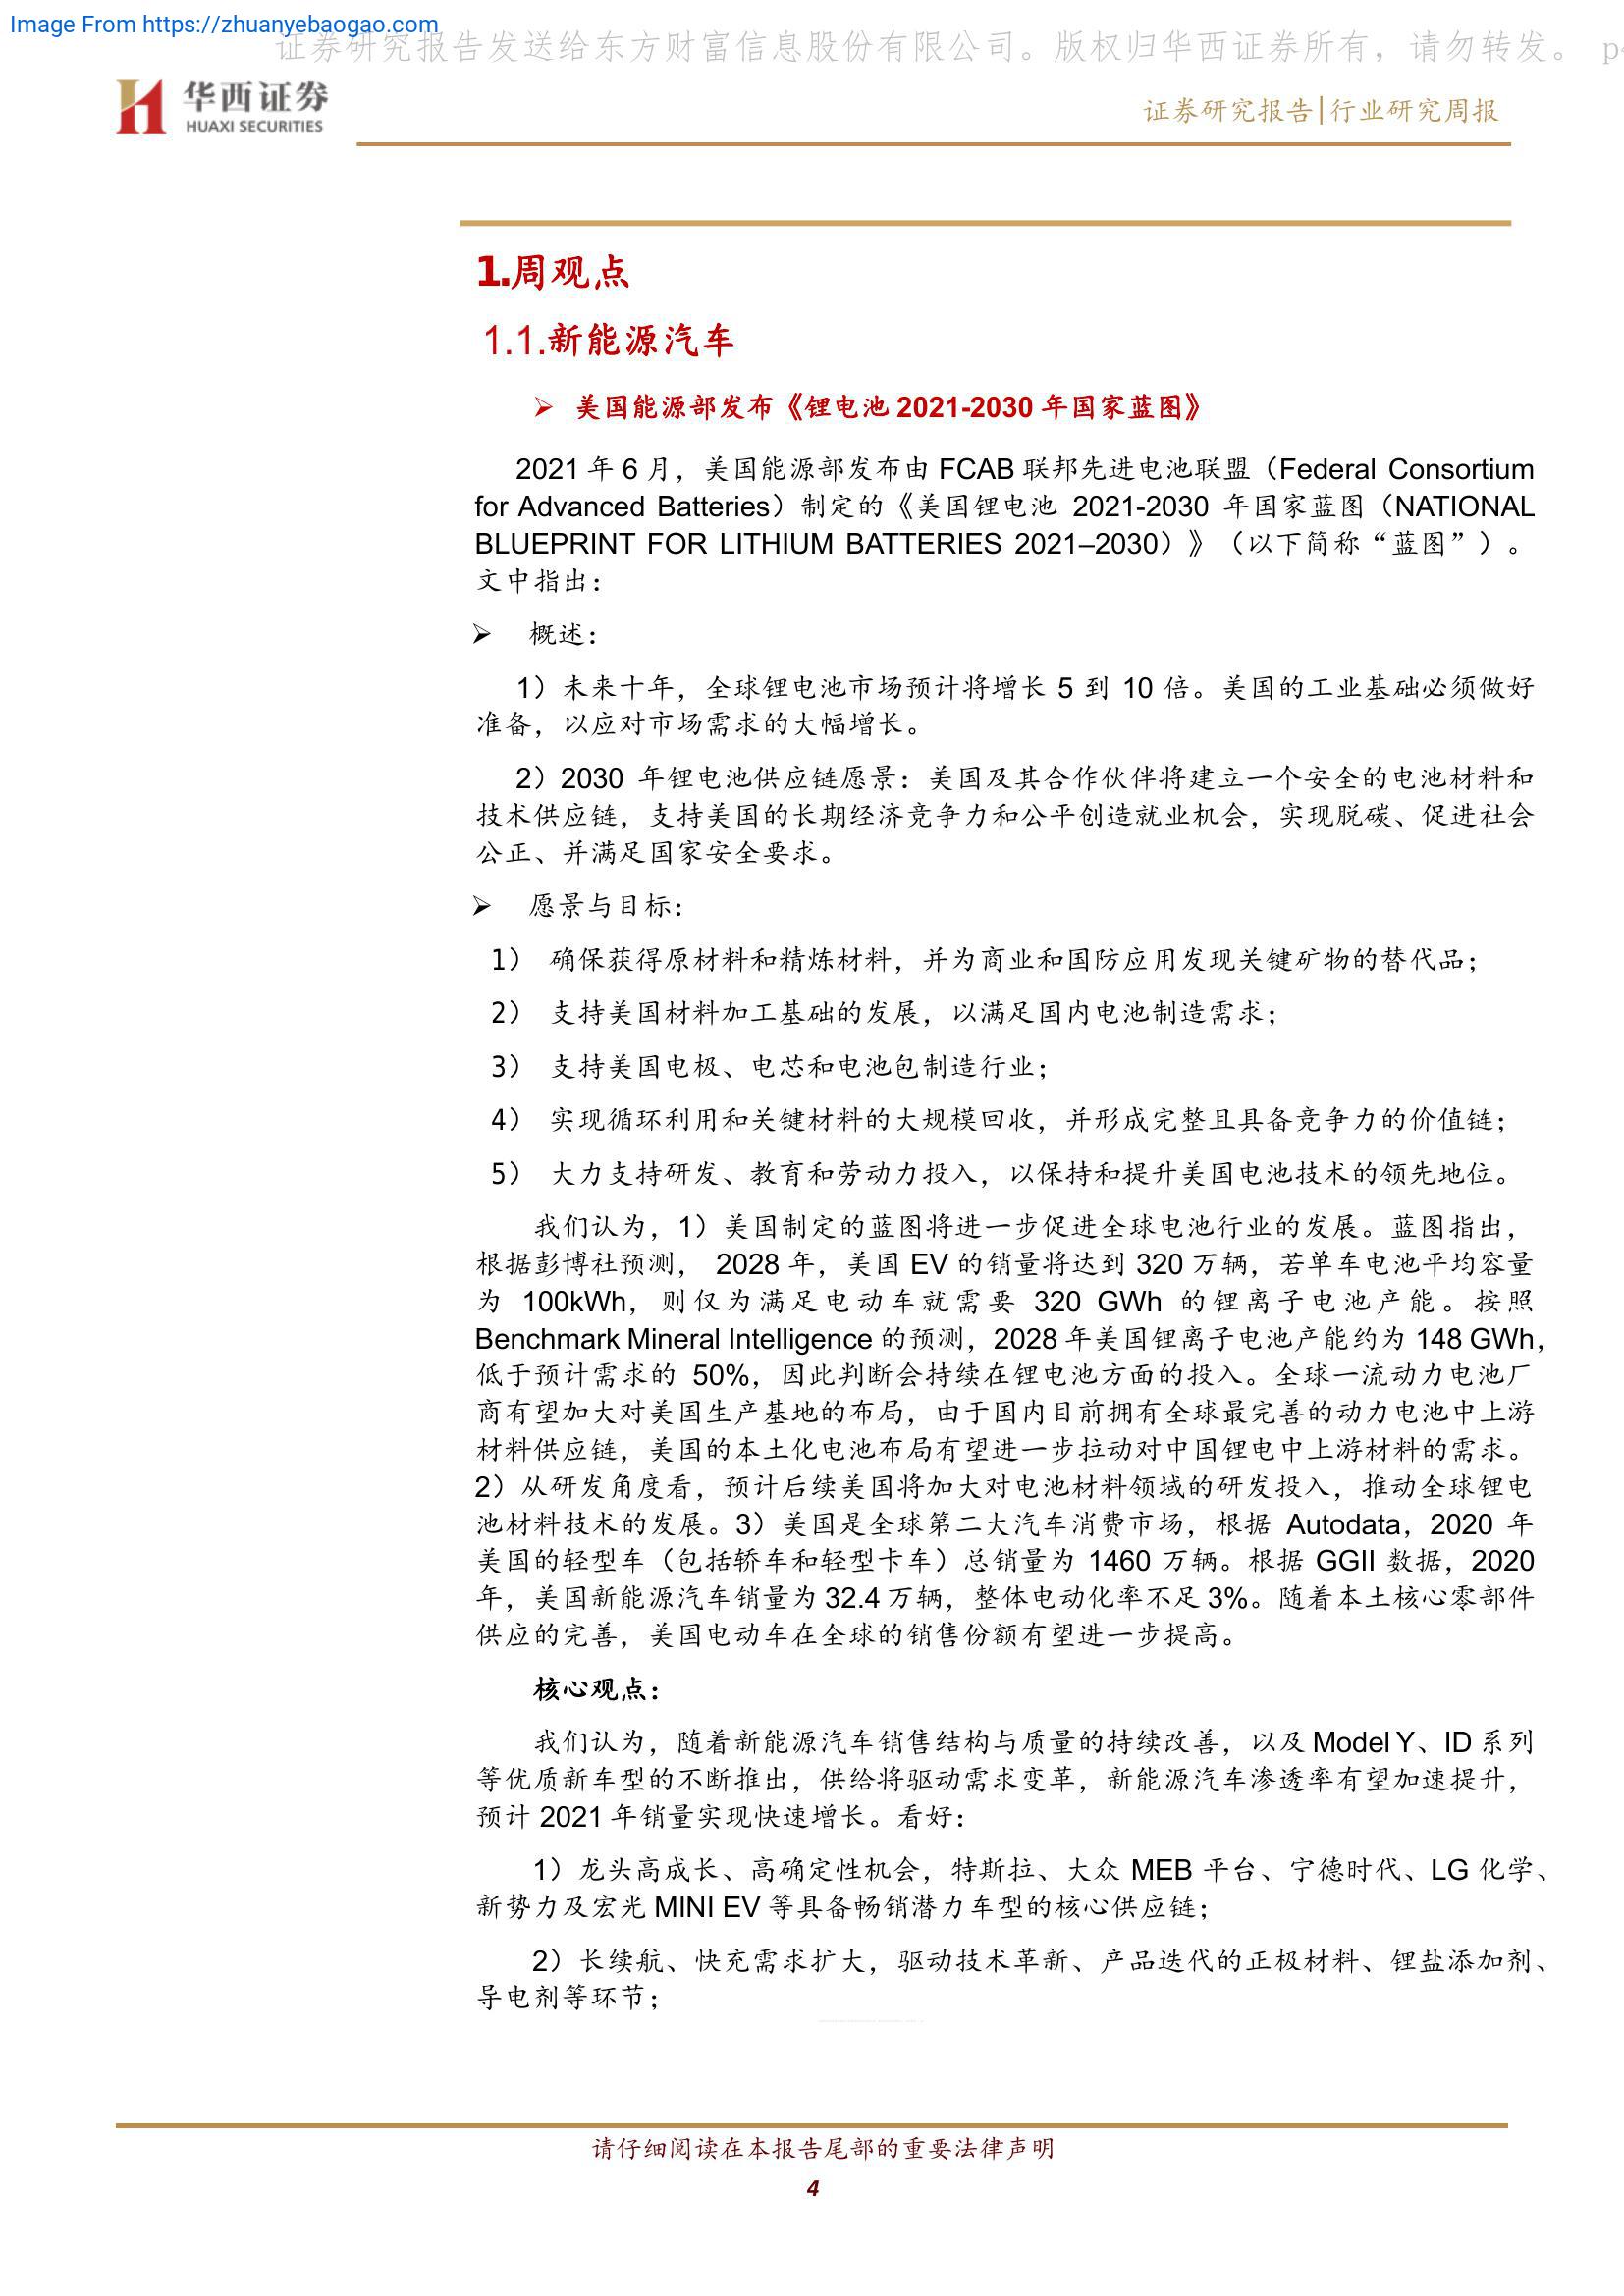 Image From https://zhuanyebaogao.com
证券研究报告发送给东方财富信息股份有限公司。版权归华西证券所有，请勿转发。 p
华西证券
HUAXI SECURITIES
证券研究报告|行业研究周报
1.周观点
1.1.新能源汽车
➢ 美国能源部发布《锂电池 2021-2030 年国家蓝图》
2021 年 6 月，美国能源部发布由 FCAB 联邦先进电池联盟（Federal Consortium
for Advanced Batteries）制定的《美国锂电池 2021-2030 年国家蓝图（NATIONAL
BLUEPRINT FOR LITHIUM BATTERIES 2021–2030）》（以下简称“蓝图”）。
文中指出：
➢ 概述：
1）未来十年，全球锂电池市场预计将增长 5 到 10 倍。美国的工业基础必须做好
准备，以应对市场需求的大幅增长。
2）2030 年锂电池供应链愿景：美国及其合作伙伴将建立一个安全的电池材料和
技术供应链，支持美国的长期经济竞争力和公平创造就业机会，实现脱碳、促进社会
公正、并满足国家安全要求。
➢ 愿景与目标：
1） 确保获得原材料和精炼材料，并为商业和国防应用发现关键矿物的替代品；
2） 支持美国材料加工基础的发展，以满足国内电池制造需求；
3） 支持美国电极、电芯和电池包制造行业；
4） 实现循环利用和关键材料的大规模回收，并形成完整且具备竞争力的价值链；
5） 大力支持研发、教育和劳动力投入，以保持和提升美国电池技术的领先地位。
我们认为，1）美国制定的蓝图将进一步促进全球电池行业的发展。蓝图指出，
根据彭博社预测， 2028 年，美国 EV 的销量将达到 320 万辆，若单车电池平均容量
为 100kWh，则仅为满足电动车就需要 320 GWh 的锂离子电池产能。按照
Benchmark Mineral Intelligence 的预测，2028 年美国锂离子电池产能约为 148 GWh，
低于预计需求的 50%，因此判断会持续在锂电池方面的投入。全球一流动力电池厂
商有望加大对美国生产基地的布局，由于国内目前拥有全球最完善的动力电池中上游
材料供应链，美国的本土化电池布局有望进一步拉动对中国锂电中上游材料的需求。
2）从研发角度看，预计后续美国将加大对电池材料领域的研发投入，推动全球锂电
池材料技术的发展。3）美国是全球第二大汽车消费市场，根据 Autodata，2020 年
美国的轻型车（包括轿车和轻型卡车）总销量为 1460 万辆。根据 GGII 数据，2020
年，美国新能源汽车销量为 32.4 万辆，整体电动化率不足 3%。随着本土核心零部件
供应的完善，美国电动车在全球的销售份额有望进一步提高。
核心观点：
我们认为，随着新能源汽车销售结构与质量的持续改善，以及 Model Y、ID 系列
等优质新车型的不断推出，供给将驱动需求变革，新能源汽车渗透率有望加速提升，
预计 2021 年销量实现快速增长。看好：
1）龙头高成长、高确定性机会，特斯拉、大众 MEB 平台、宁德时代、LG 化学、
新势力及宏光 MINI EV 等具备畅销潜力车型的核心供应链；
2）长续航、快充需求扩大，驱动技术革新、产品迭代的正极材料、锂盐添加剂、
导电剂等环节；
请仔细阅读在本报告尾部的重要法律声明
4